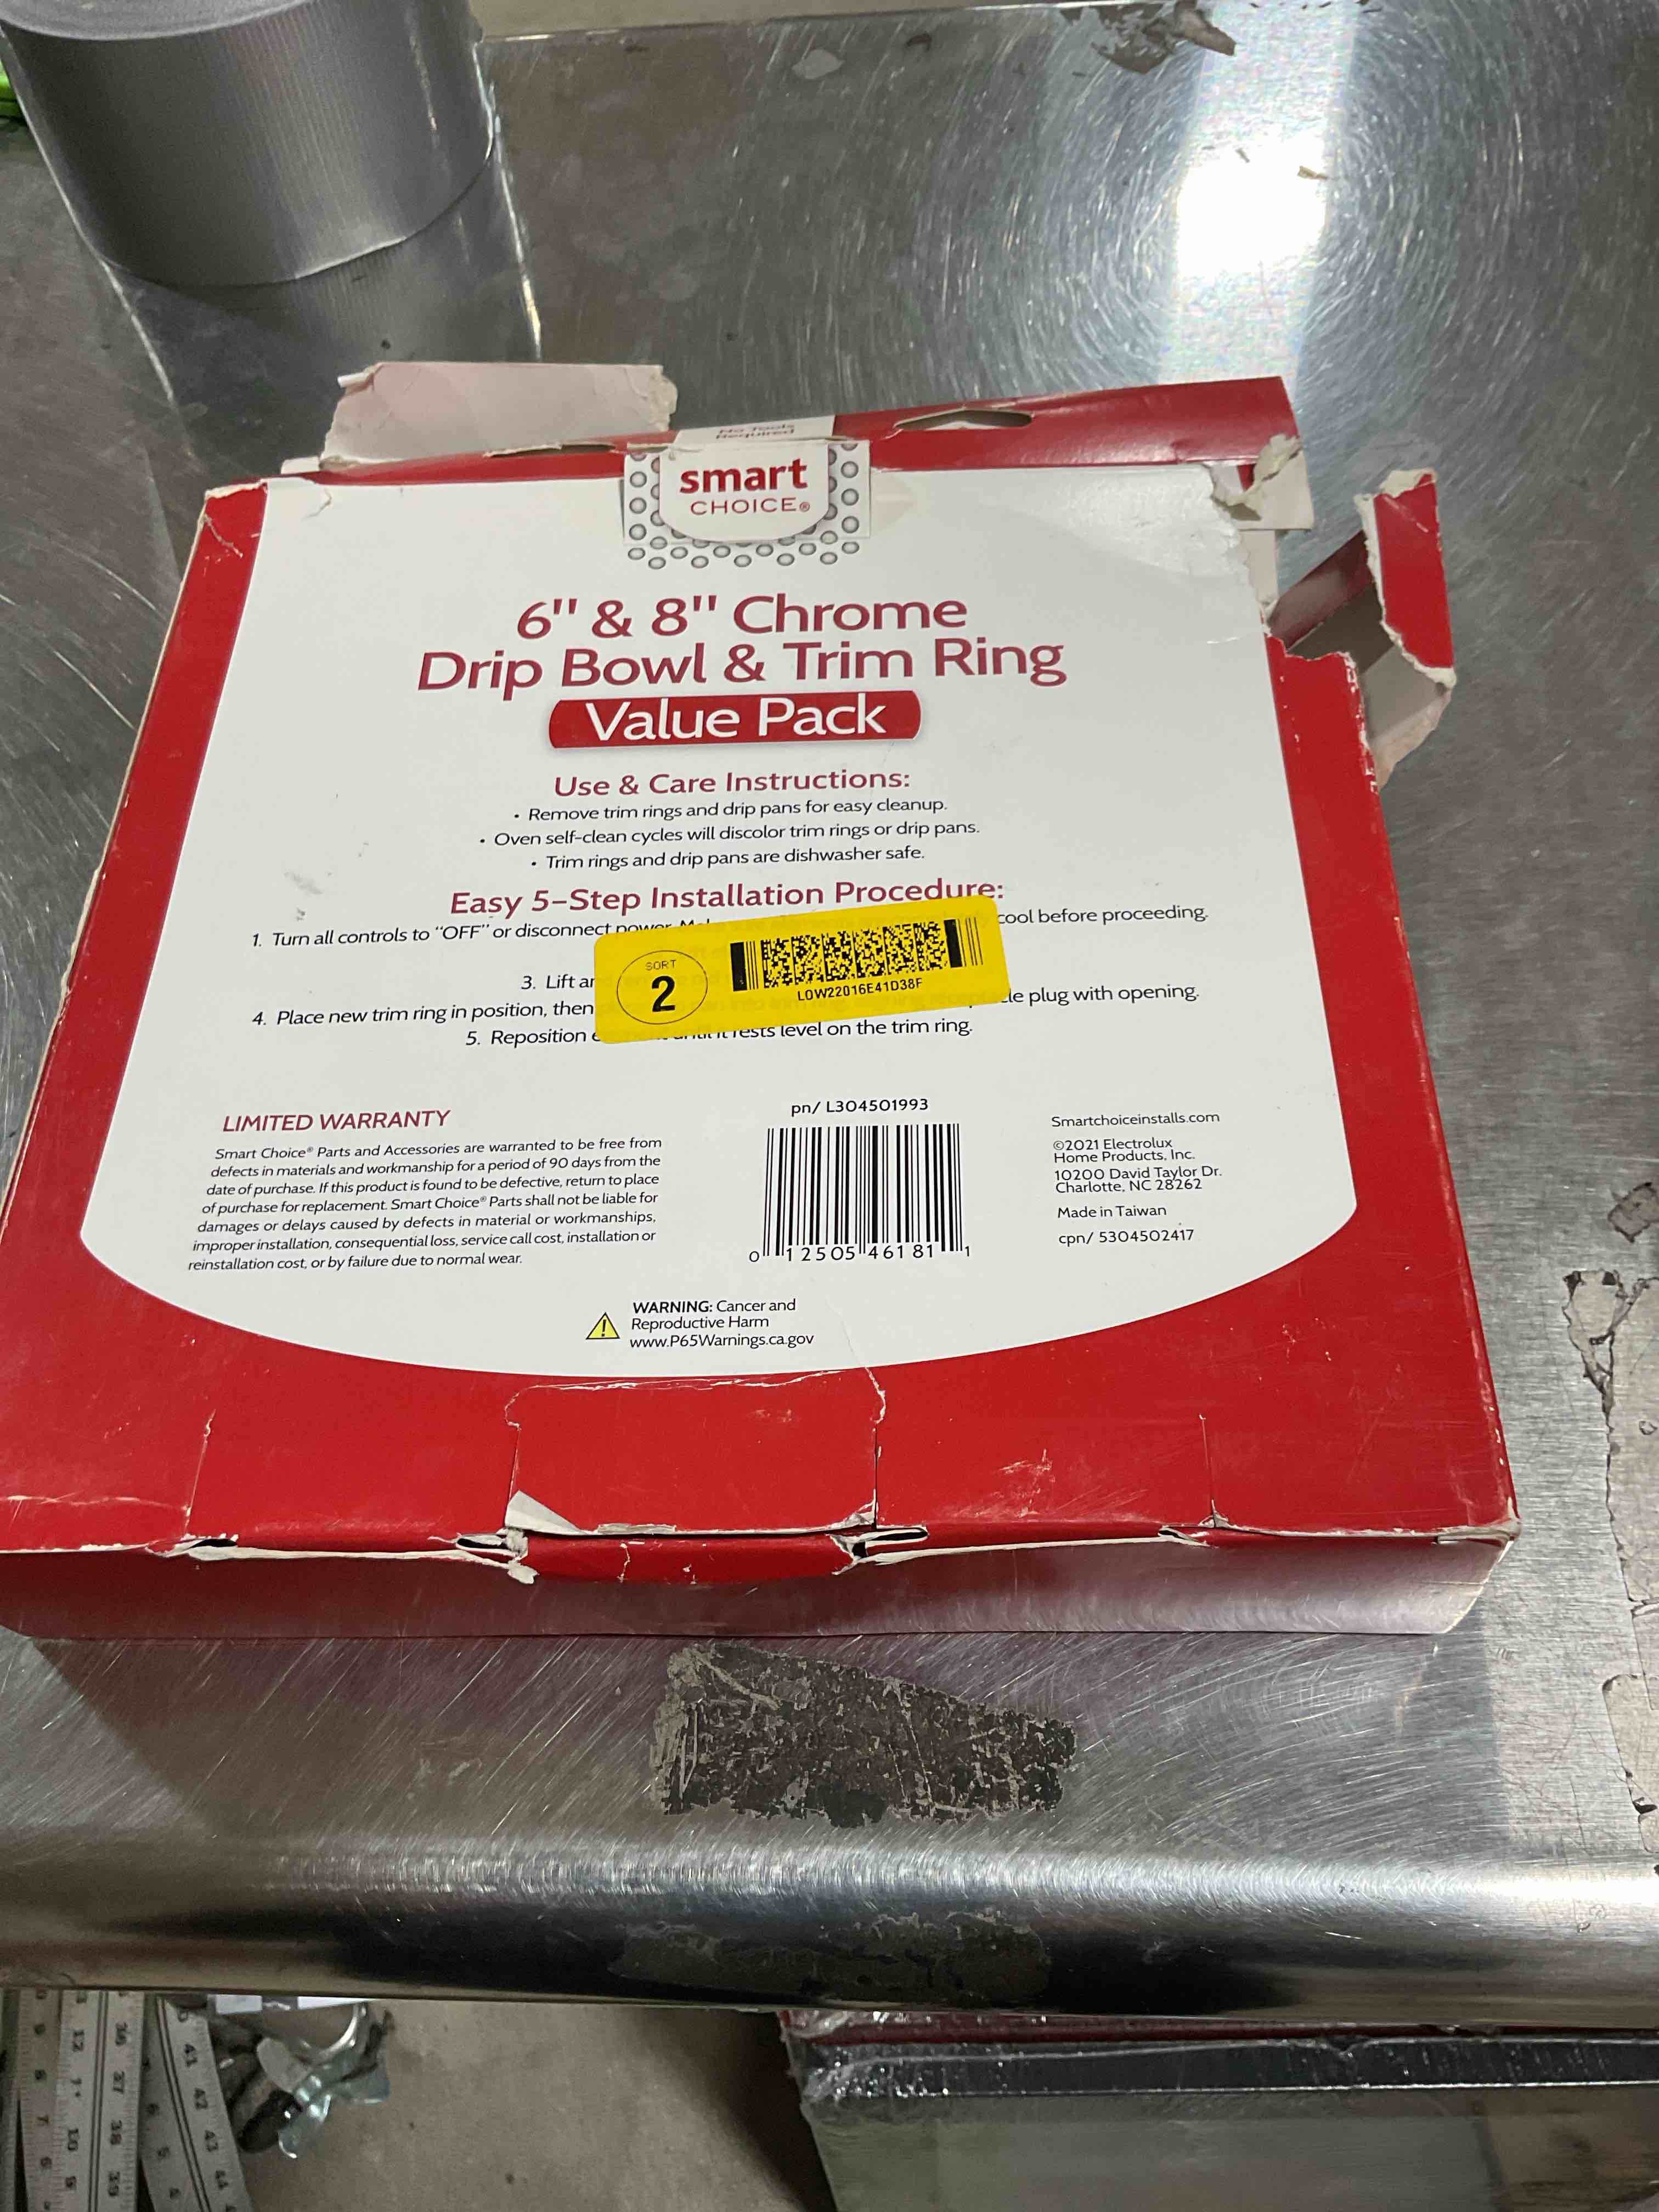 No Tools
Required
smart
CHOICE®
6" & 8" Chrome
Drip Bowl & Trim Ring
Value Pack
Use & Care Instructions:
• Remove trim rings and drip pans for easy cleanup.
• Oven self-clean cycles will discolor trim rings or drip pans.
• Trim rings and drip pans are dishwasher safe.
Easy 5-Step Installation Procedure:
1. Turn all controls to "OFF" or disconnect power. cool before proceeding.
3. Lift
4. Place new trim ring in position, then plug with opening.
5. Reposition until it rests level on the trim ring.
SORT
2
LOW22016E41D38F
LIMITED WARRANTY
Smart Choice® Parts and Accessories are warranted to be free from
defects in materials and workmanship for a period of 90 days from the
date of purchase. If this product is found to be defective, return to place
of purchase for replacement. Smart Choice® Parts shall not be liable for
damages or delays caused by defects in material or workmanships,
improper installation, consequential loss, service call cost, installation or
reinstallation cost, or by failure due to normal wear.
pn/ L304501993
0 12505 46181 1
Smartchoiceinstalls.com
©2021 Electrolux
Home Products, Inc.
10200 David Taylor Dr.
Charlotte, NC 28262
Made in Taiwan
cpn/ 5304502417
WARNING: Cancer and
Reproductive Harm
www.P65Warnings.ca.gov